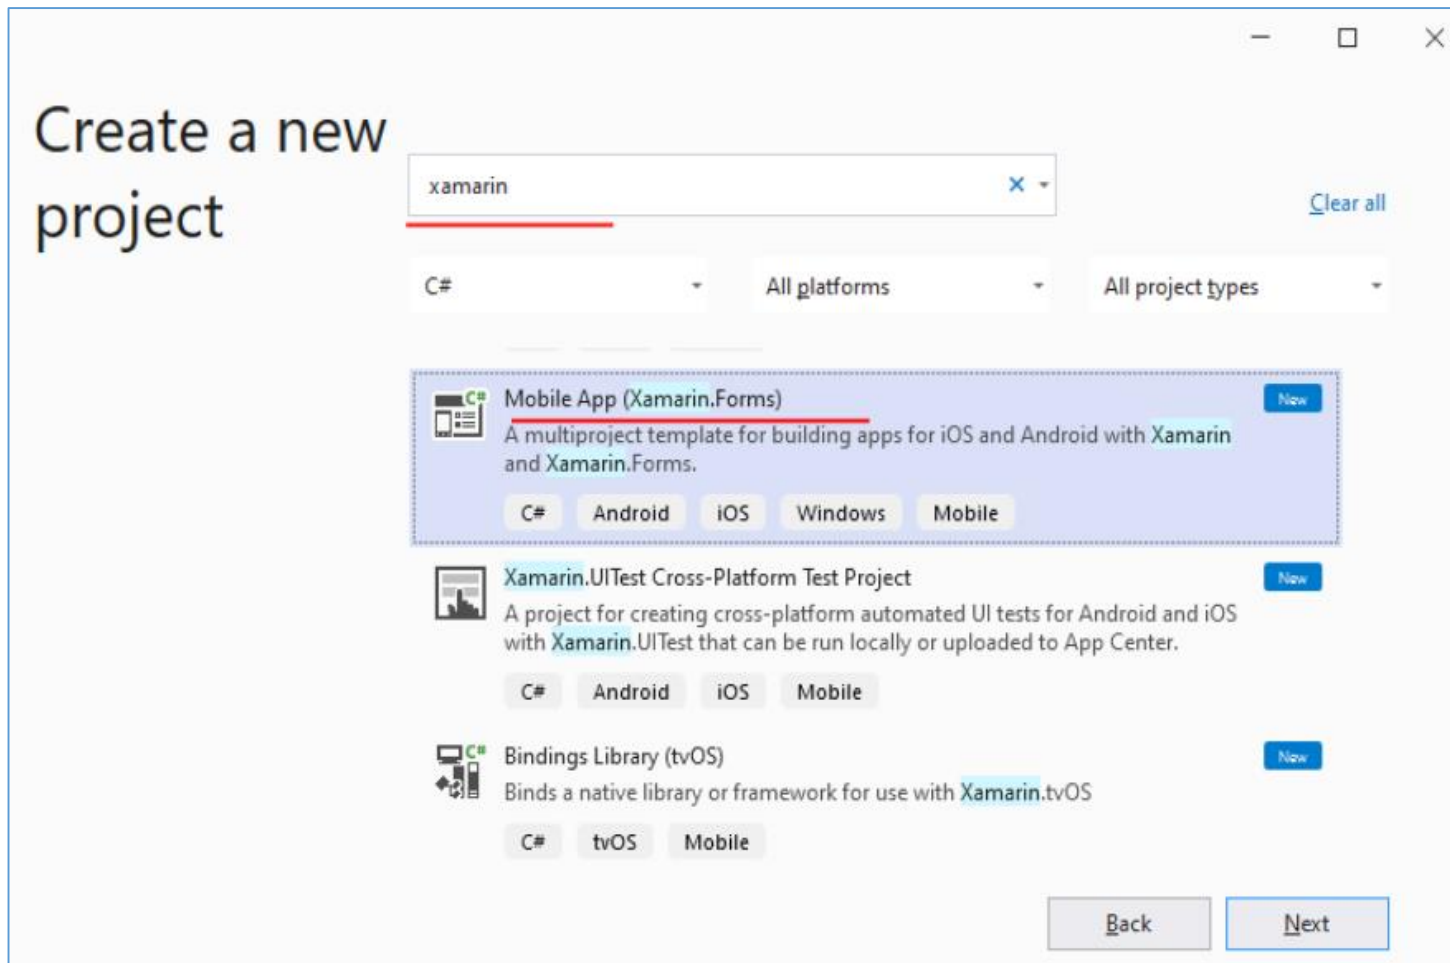 Create a new
project
xamarin
Clear all
C#
All platforms
All project types
C#
Mobile App (Xamarin.Forms)
New
A multiproject template for building apps for iOS and Android with Xamarin
and Xamarin.Forms.
C# Android iOS Windows Mobile
Xamarin.UITest Cross-Platform Test Project
New
A project for creating cross-platform automated UI tests for Android and iOS
with Xamarin.UITest that can be run locally or uploaded to App Center.
C# Android iOS Mobile
C#
Bindings Library (tvOS)
New
Binds a native library or framework for use with Xamarin.tvOS
C# tvOS Mobile
Back
Next